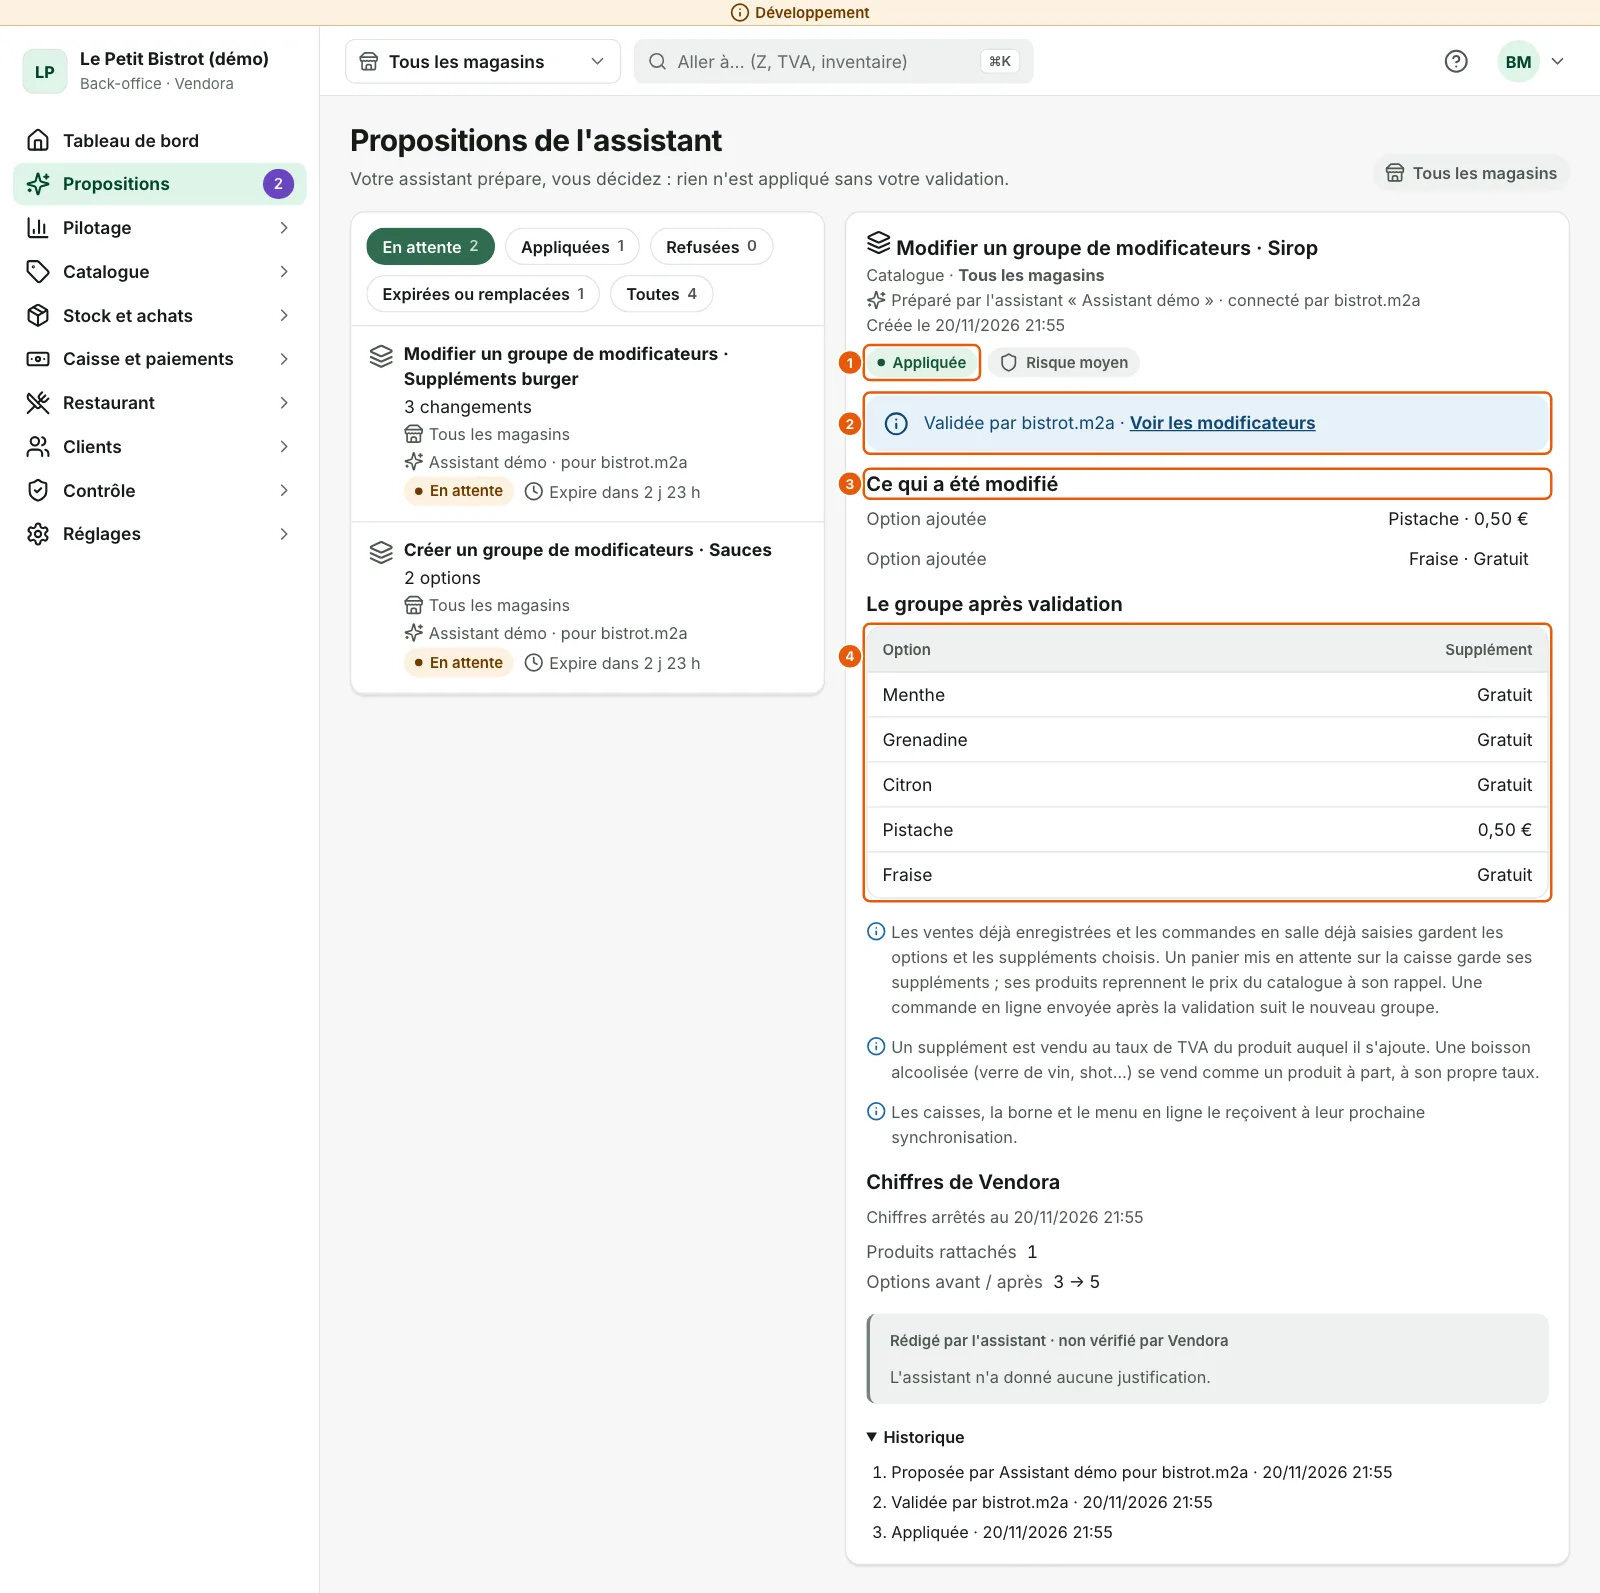 Développement
LP
Le Petit Bistrot (démo)
Back-office · Vendora
Tous les magasins
Aller à... (Z, TVA, inventaire)
⌘K
BM
Tableau de bord
Propositions
2
Pilotage
Catalogue
Stock et achats
Caisse et paiements
Restaurant
Clients
Contrôle
Réglages
Propositions de l'assistant
Votre assistant prépare, vous décidez : rien n'est appliqué sans votre validation.
Tous les magasins
En attente 2
Appliquées 1
Refusées 0
Expirées ou remplacées 1
Toutes 4
Modifier un groupe de modificateurs ·
Suppléments burger
3 changements
Tous les magasins
Assistant démo · pour bistrot.m2a
En attente
Expire dans 2 j 23 h
Créer un groupe de modificateurs · Sauces
2 options
Tous les magasins
Assistant démo · pour bistrot.m2a
En attente
Expire dans 2 j 23 h
Modifier un groupe de modificateurs · Sirop
Catalogue · Tous les magasins
Préparé par l'assistant « Assistant démo » · connecté par bistrot.m2a
Créée le 20/11/2026 21:55
1
Appliquée
Risque moyen
2
Validée par bistrot.m2a · Voir les modificateurs
3
Ce qui a été modifié
Option ajoutée Pistache · 0,50 €
Option ajoutée Fraise · Gratuit
Le groupe après validation
4
Option Supplément
Menthe Gratuit
Grenadine Gratuit
Citron Gratuit
Pistache 0,50 €
Fraise Gratuit
Les ventes déjà enregistrées et les commandes en salle déjà saisies gardent les
options et les suppléments choisis. Un panier mis en attente sur la caisse garde ses
suppléments ; ses produits reprennent le prix du catalogue à son rappel. Une
commande en ligne envoyée après la validation suit le nouveau groupe.
Un supplément est vendu au taux de TVA du produit auquel il s'ajoute. Une boisson
alcoolisée (verre de vin, shot...) se vend comme un produit à part, à son propre taux.
Les caisses, la borne et le menu en ligne le reçoivent à leur prochaine
synchronisation.
Chiffres de Vendora
Chiffres arrêtés au 20/11/2026 21:55
Produits rattachés 1
Options avant / après 3 → 5
Rédigé par l'assistant · non vérifié par Vendora
L'assistant n'a donné aucune justification.
▼ Historique
1. Proposée par Assistant démo pour bistrot.m2a · 20/11/2026 21:55
2. Validée par bistrot.m2a · 20/11/2026 21:55
3. Appliquée · 20/11/2026 21:55